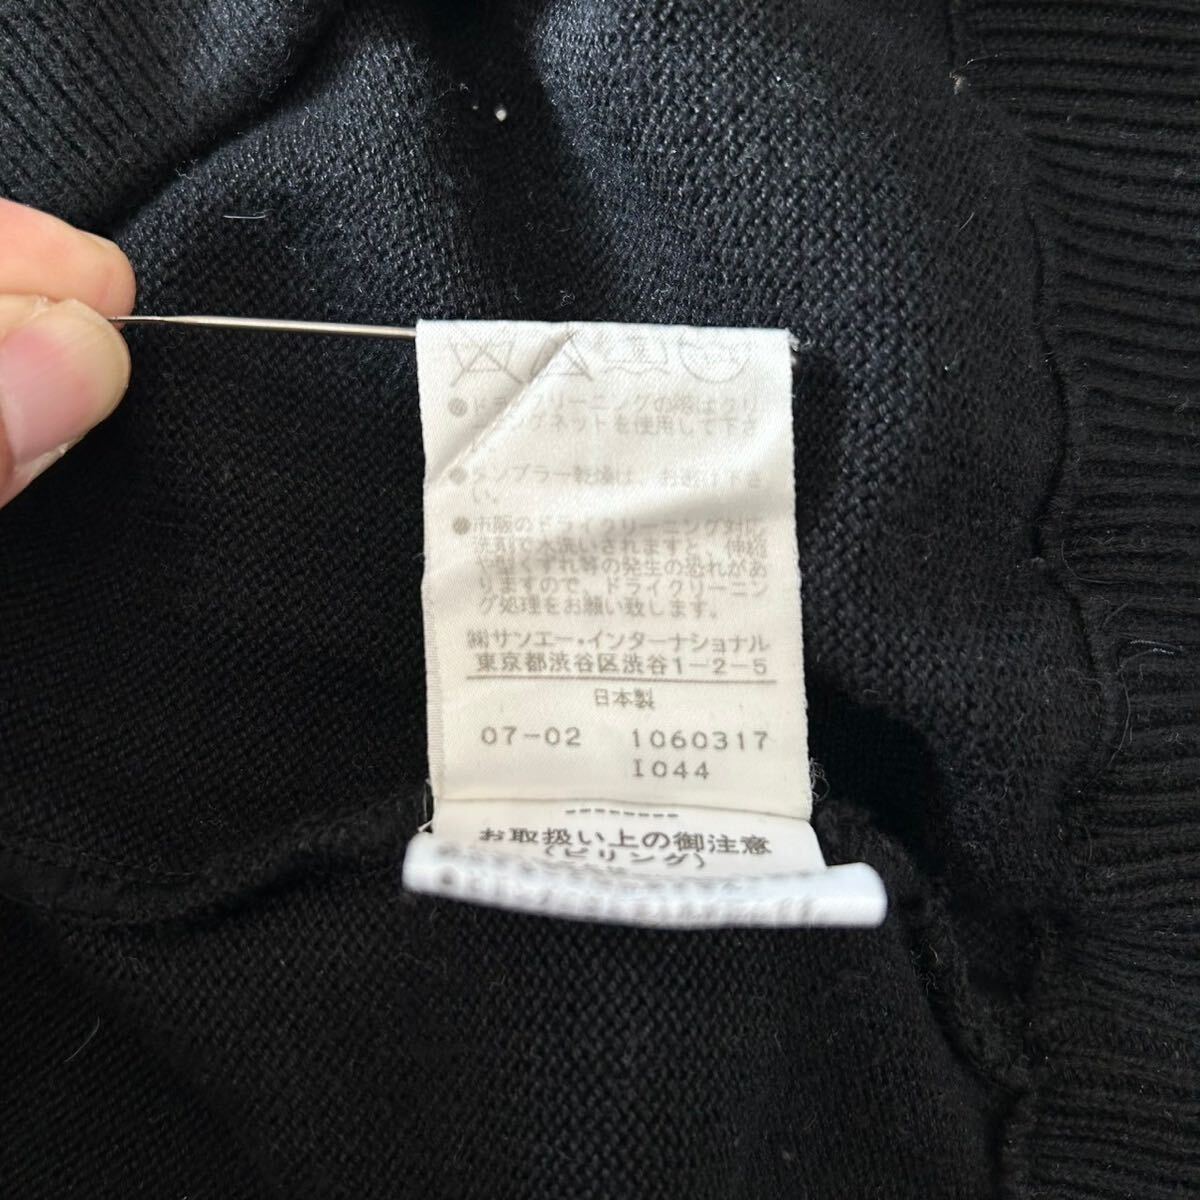 ●ドライクリーニングの際はクリ
ーニングネットを使用して下さ
い。
●タンブラー乾燥は、お避け下さ
い。
●市販のドライクリーニング対応
洗剤で水洗いされますと、伸縮
や型くずれ等の発生の恐れがあ
りますので、ドライクリーニン
グ処理をお願い致します。
㈱サンエー・インターナショナル
東京都渋谷区渋谷1-2-5
日本製
07-02 1060317
I044
--------
お取扱い上の御注意
(ピリング)